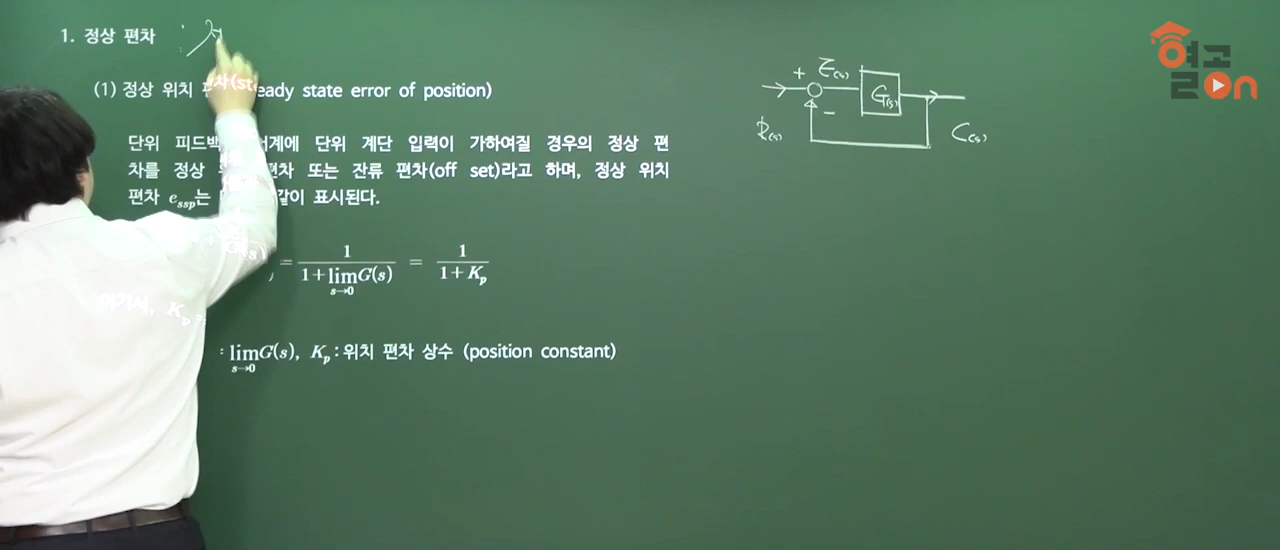 1. 정상 편차
(1) 정상 위치 편차(steady state error of position)
단위 피드백 제어계에 단위 계단 입력이 가하여질 경우의 정상 편
차를 정상 위치 편차 또는 잔류 편차(off set)라고 하며, 정상 위치
편차 e_ssp는 같이 표시된다.
= 1/(1+lim_{s→0} G(s)) = 1/(1+K_p)
여기서, K_p = lim_{s→0} G(s), K_p : 위치 편차 상수 (position constant)
+ E(s) G(s)
−
R(s) C(s)
열고
ON